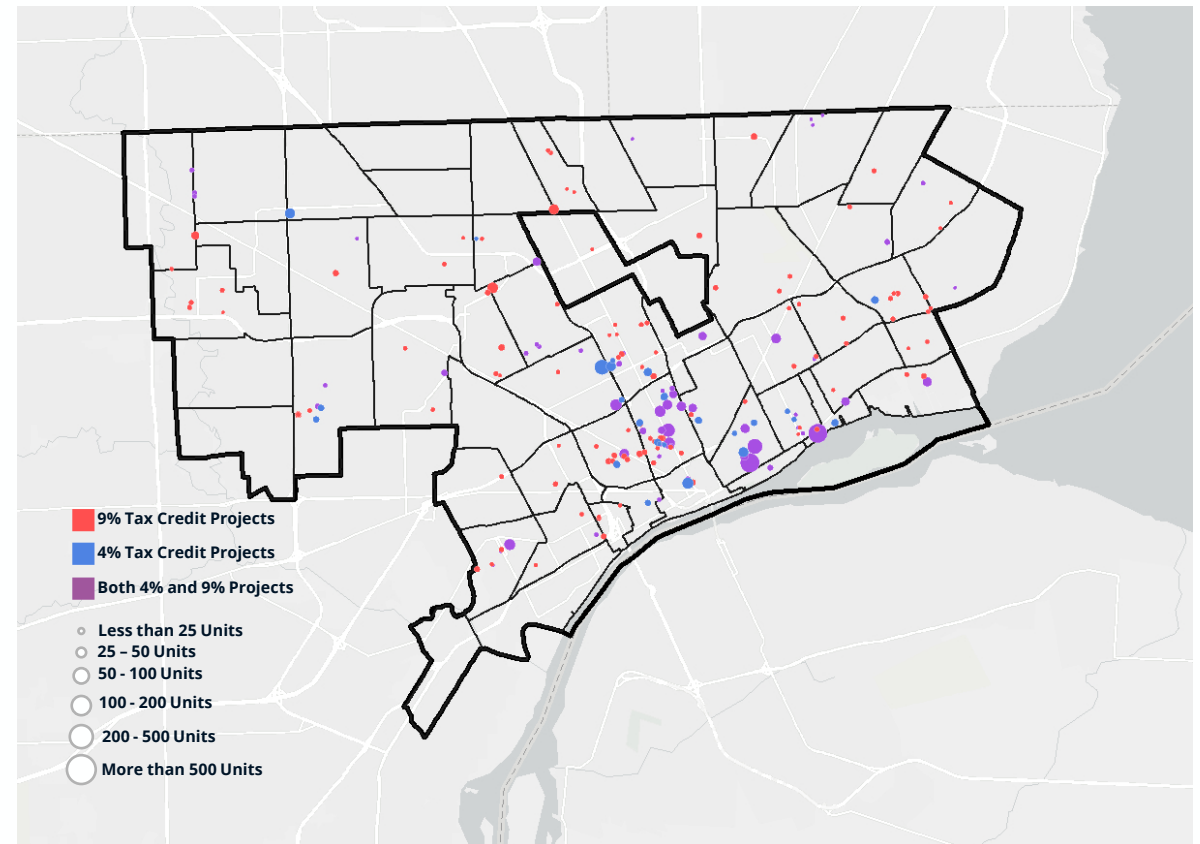 9% Tax Credit Projects
4% Tax Credit Projects
Both 4% and 9% Projects
Less than 25 Units
25 – 50 Units
50 - 100 Units
100 - 200 Units
200 - 500 Units
More than 500 Units